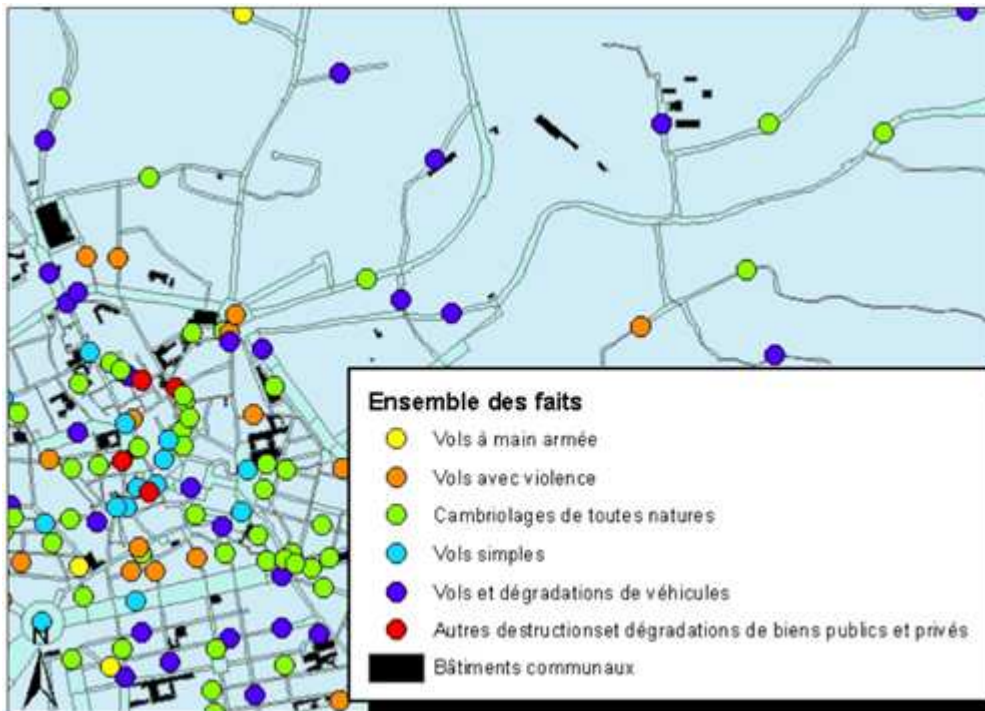 Ensemble des faits
Vols à main armée
Vols avec violence
Cambriolages de toutes natures
Vols simples
Vols et dégradations de véhicules
Autres destructionset dégradations de biens publics et privés
Bâtiments communaux
N